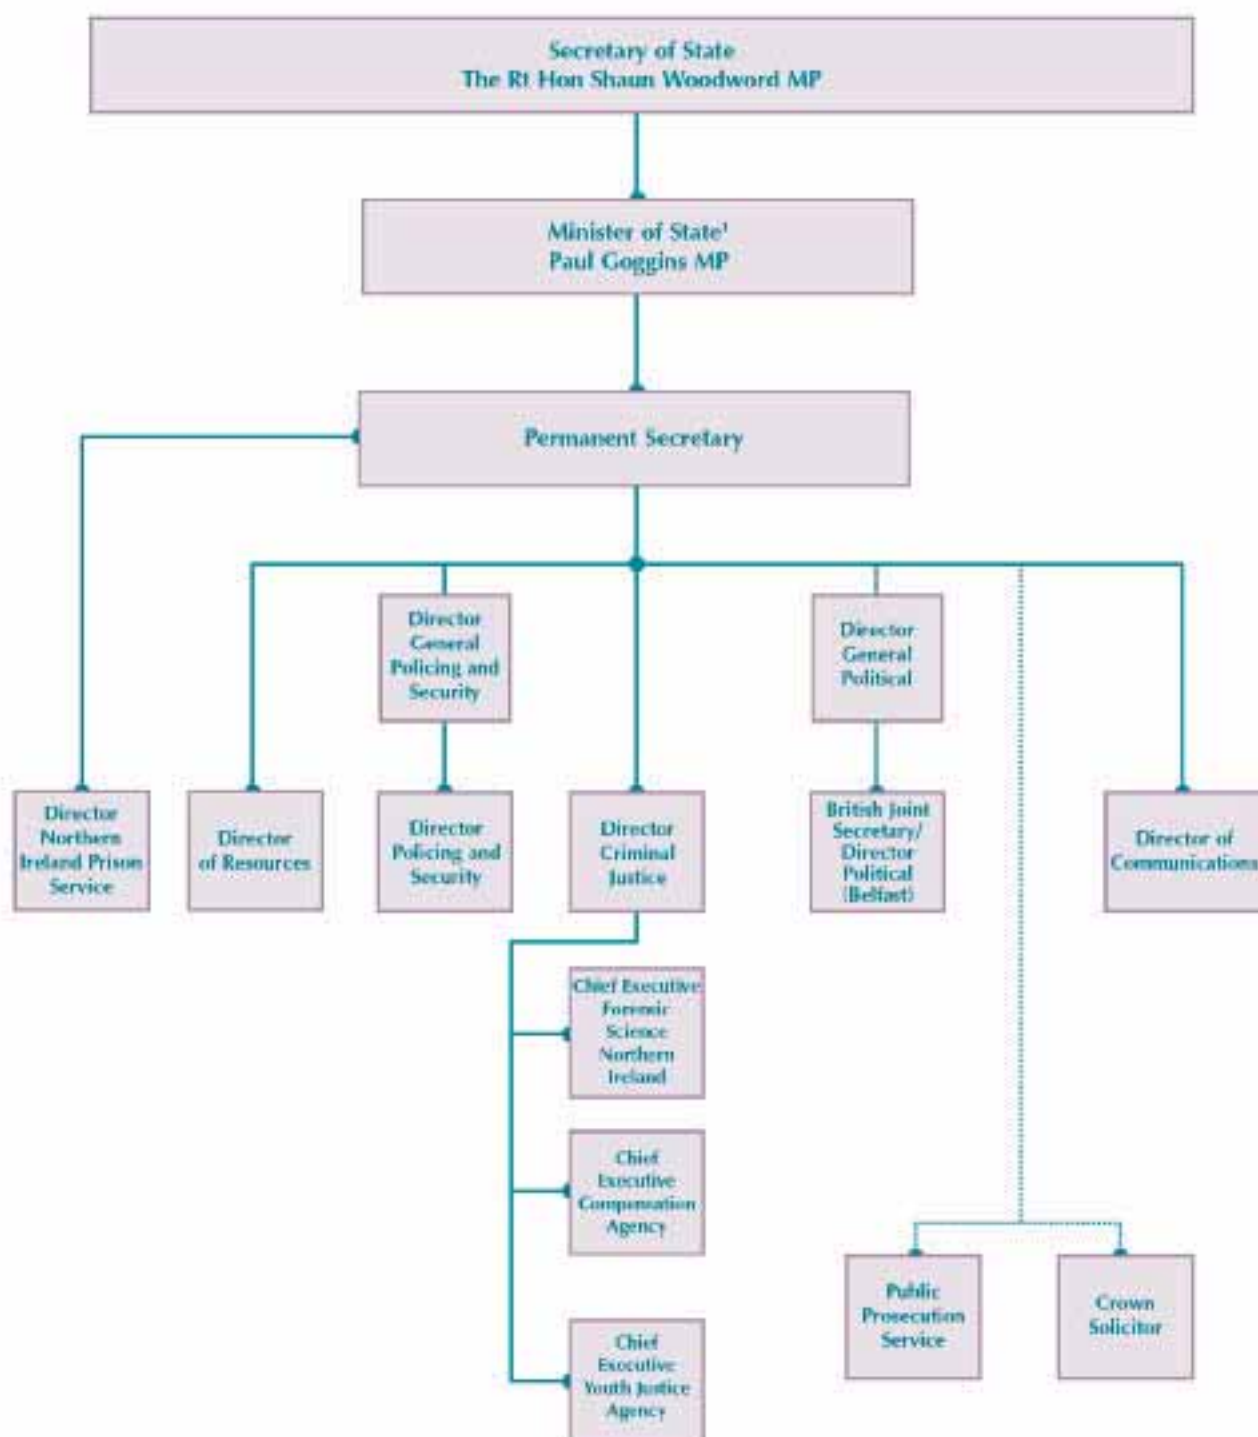 Secretary of State
The Rt Hon Shaun Woodword MP
Minister of State¹
Paul Goggins MP
Permanent Secretary
Director
General
Policing and
Security
Director
General
Political
Director
Northern
Ireland Prison
Service
Director
of Resources
Director
Policing and
Security
Director
Criminal
Justice
British Joint
Secretary/
Director
Political
(Belfast)
Director of
Communications
Chief Executive
Forensic
Science
Northern
Ireland
Chief
Executive
Compensation
Agency
Public
Prosecution
Service
Crown
Solicitor
Chief
Executive
Youth Justice
Agency